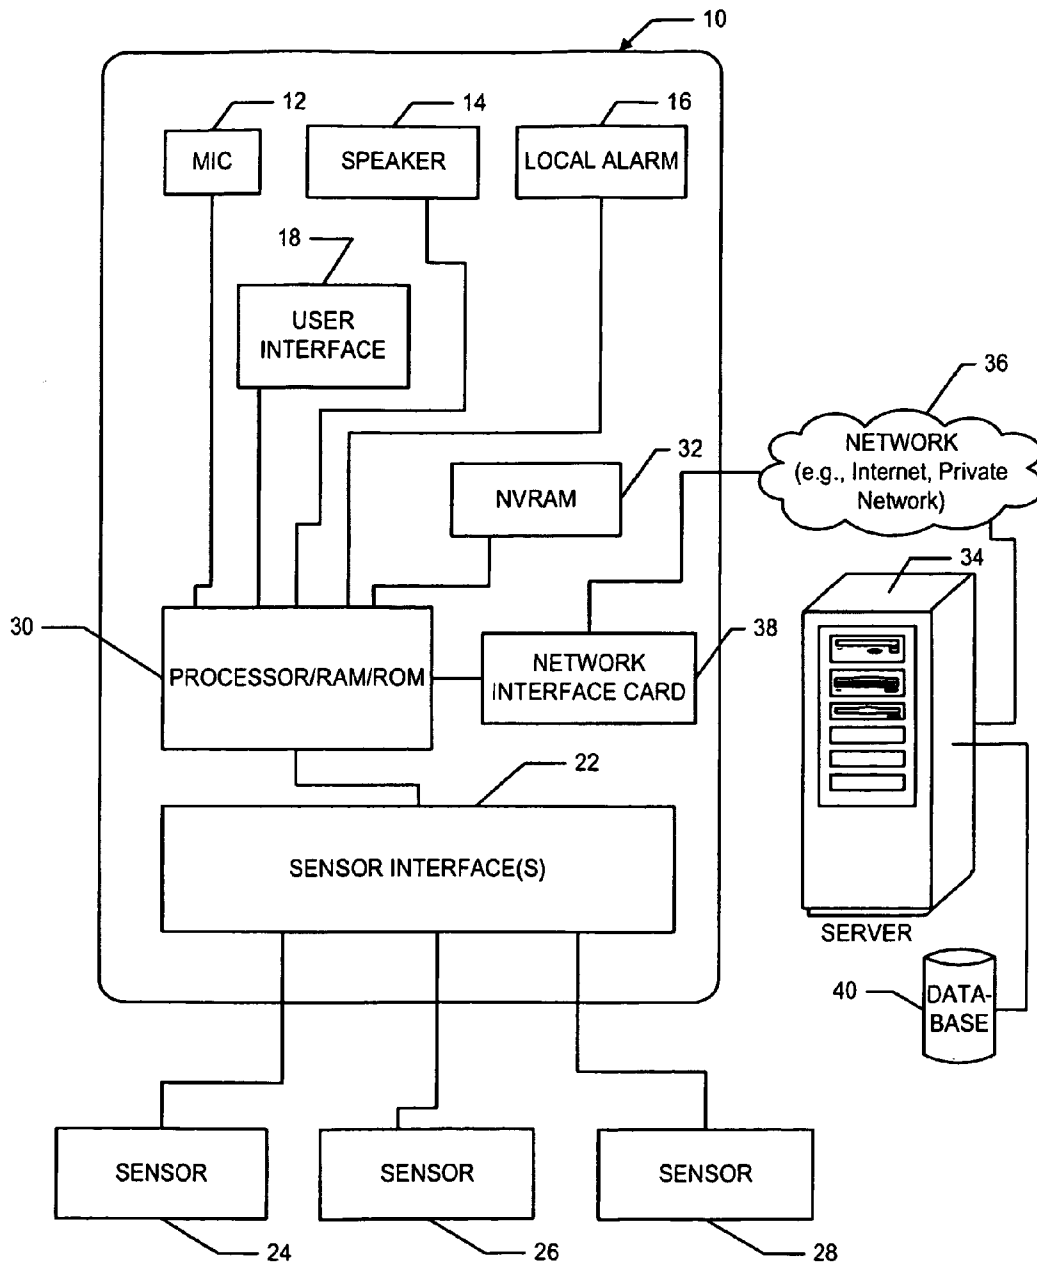 10
12
14
16
MIC
SPEAKER
LOCAL ALARM
18
USER
INTERFACE
36
NETWORK
(e.g., Internet, Private
Network)
32
NVRAM
34
30
PROCESSOR/RAM/ROM
NETWORK
INTERFACE CARD
38
22
SENSOR INTERFACE(S)
SERVER
40
DATA-
BASE
SENSOR
SENSOR
SENSOR
24
26
28